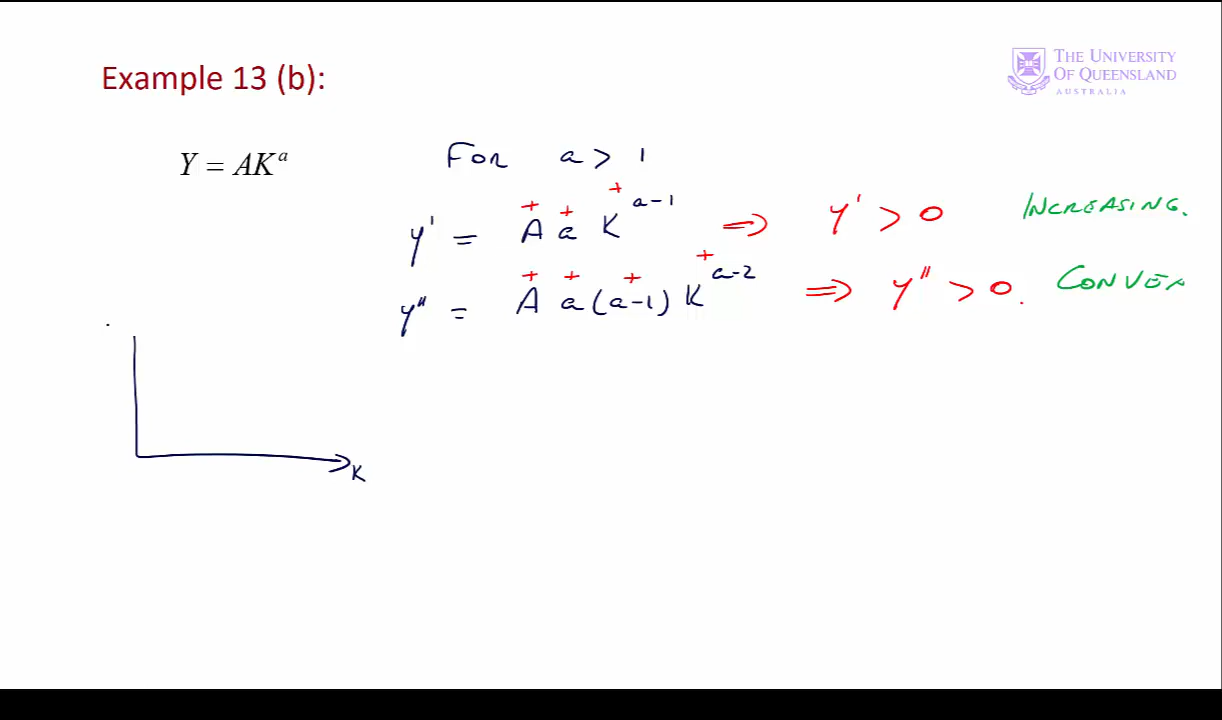 Example 13 (b):
THE UNIVERSITY
OF QUEENSLAND
AUSTRALIA
Y = AK^a
For a > 1
y' = A a K^{a-1} ⇒ y' > 0 INCREASING.
+ + +
y'' = A a (a-1) K^{a-2} ⇒ y'' > 0. CONVEX
+ + + +
K